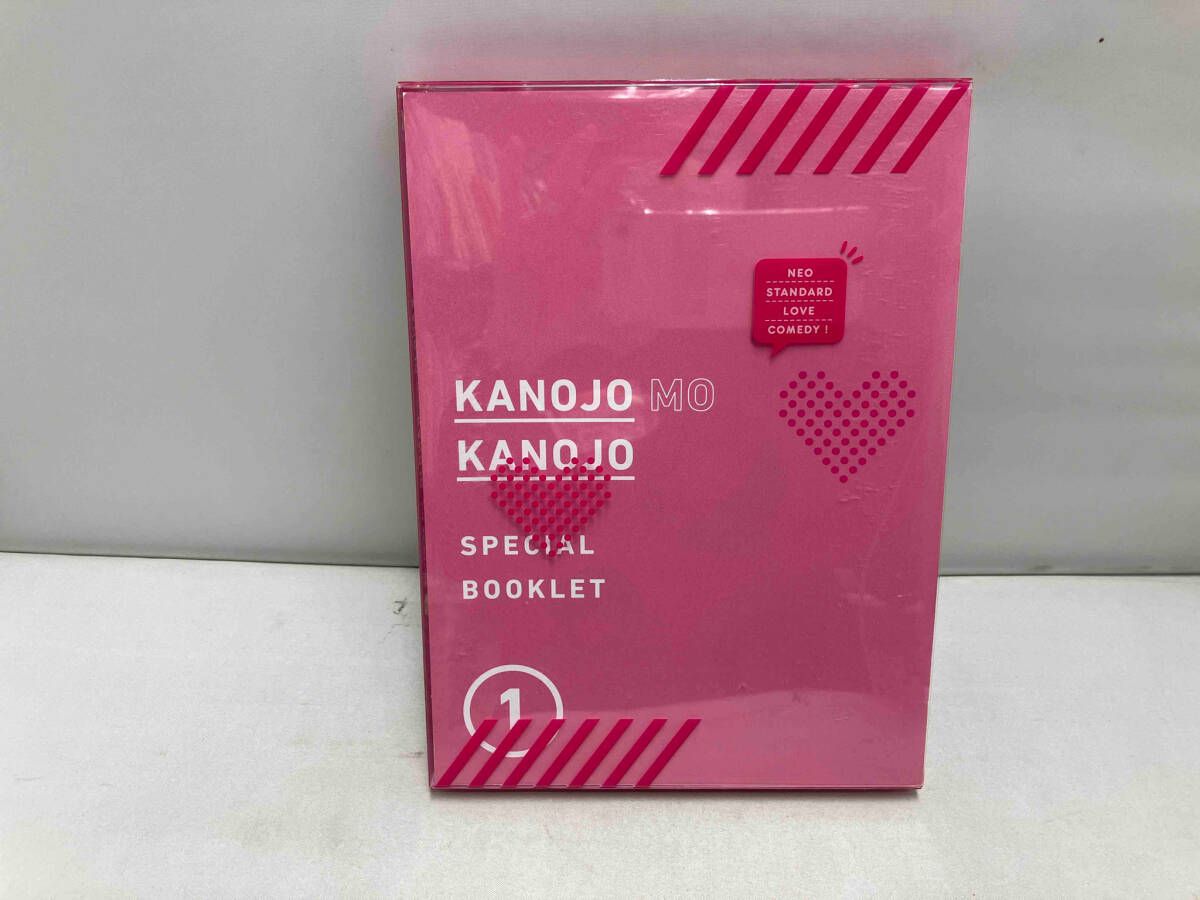 NEO
STANDARD
LOVE
COMEDY!
KANOJO MO
KANOJO
SPECIAL
BOOKLET
1